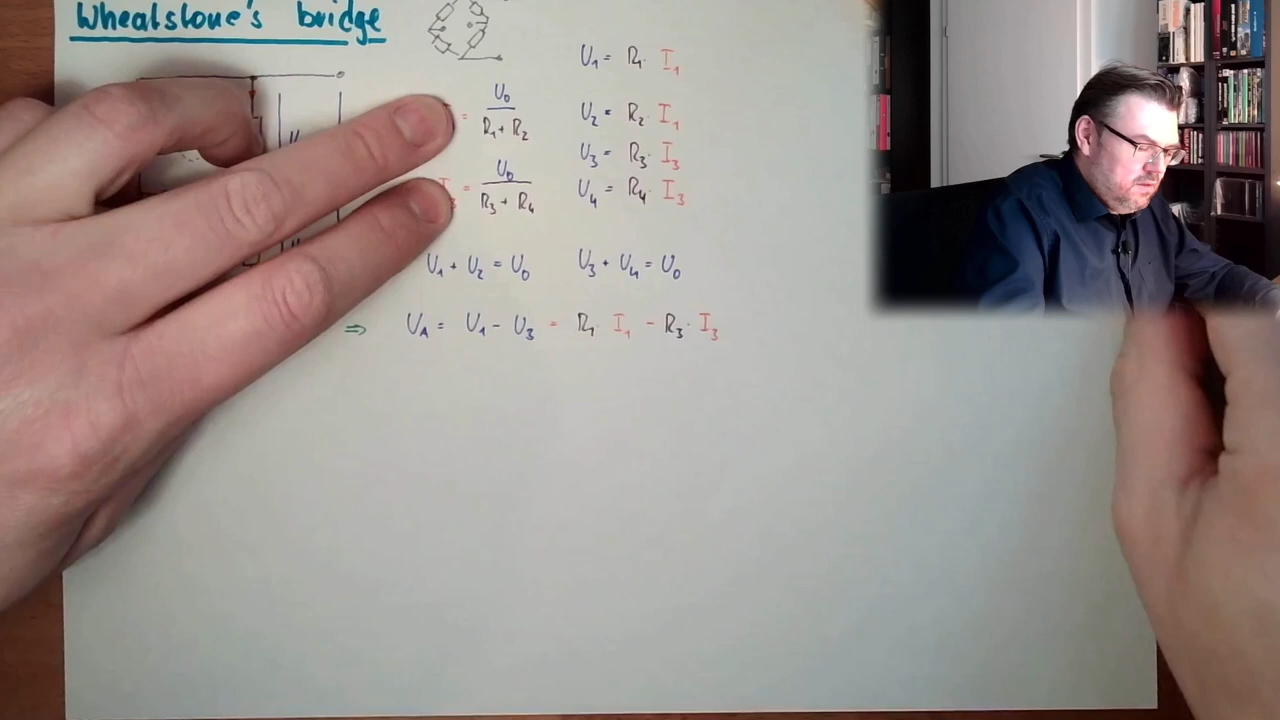 Wheatstone's bridge
= U₀ / (R₁ + R₂)
U₁ = R₁ · I₁
U₂ = R₂ · I₁
U₃ = R₃ · I₃
I₃ = U₀ / (R₃ + R₄)
U₄ = R₄ · I₃
U₁ + U₂ = U₀
U₃ + U₄ = U₀
⇒ U_A = U₁ - U₃ = R₁ · I₁ - R₃ · I₃